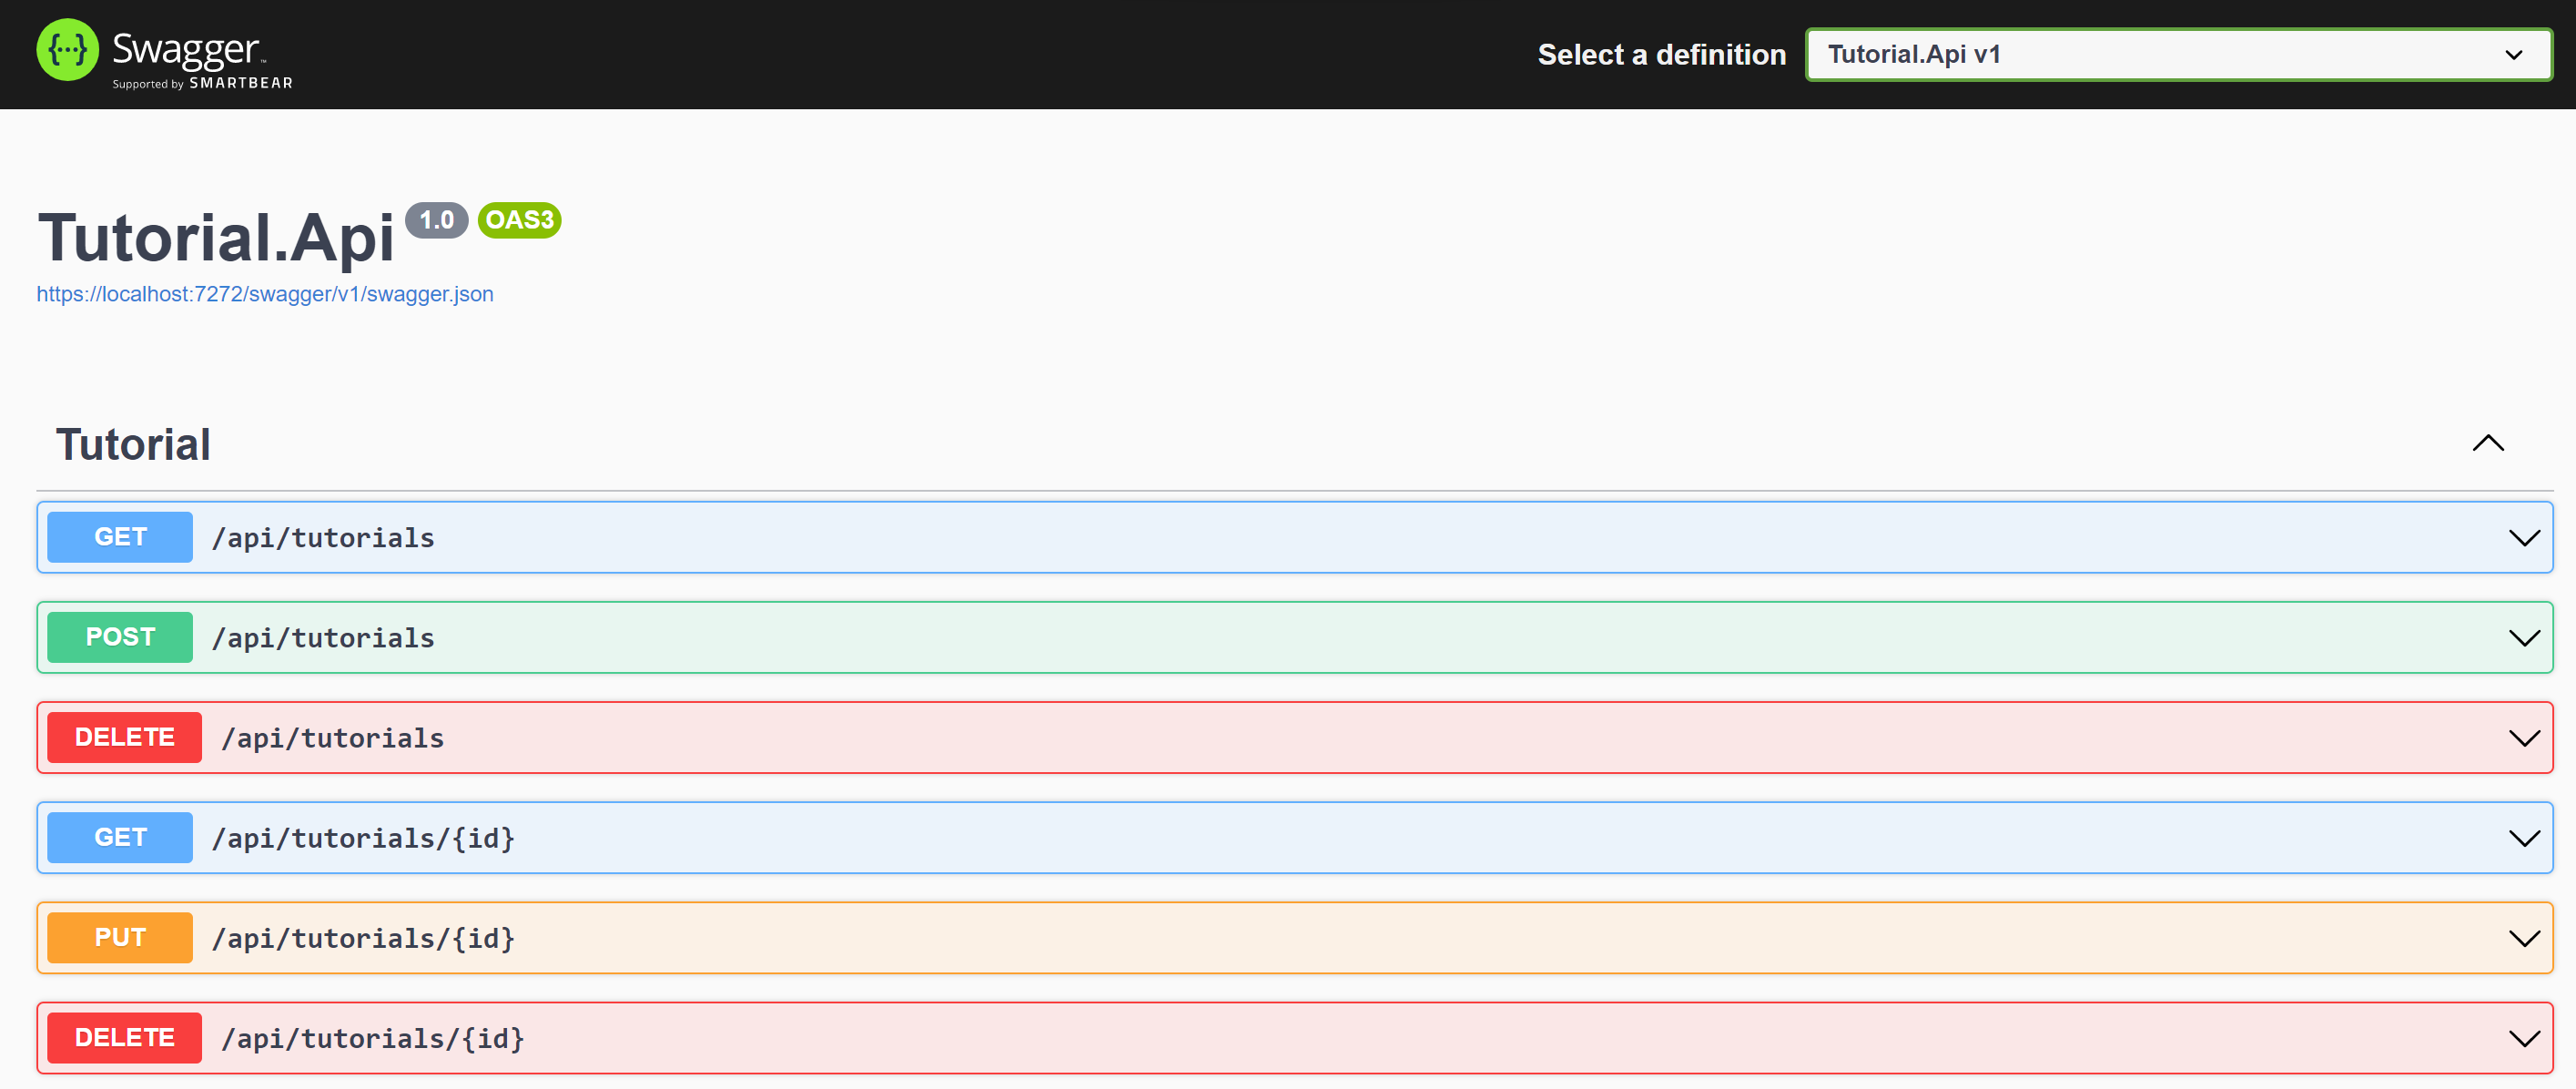 {···} Swagger™
Supported by SMARTBEAR
Select a definition
Tutorial.Api v1
Tutorial.Api 1.0 OAS3
https://localhost:7272/swagger/v1/swagger.json
Tutorial
GET /api/tutorials
POST /api/tutorials
DELETE /api/tutorials
GET /api/tutorials/{id}
PUT /api/tutorials/{id}
DELETE /api/tutorials/{id}